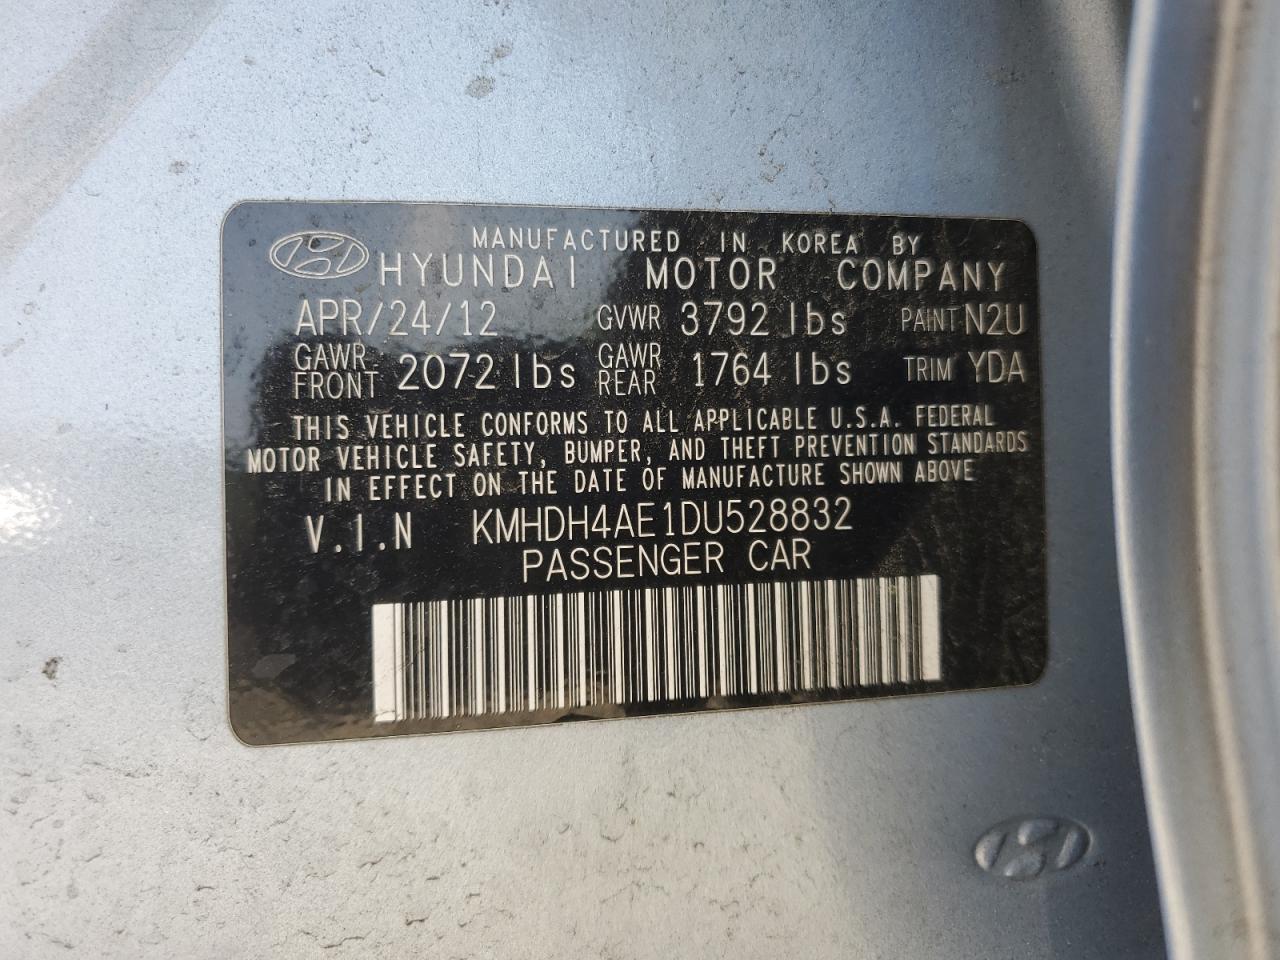 MANUFACTURED IN KOREA BY
HYUNDAI MOTOR COMPANY
APR/24/12 GVWR 3792 lbs PAINT N2U
GAWR FRONT 2072 lbs GAWR REAR 1764 lbs TRIM YDA
THIS VEHICLE CONFORMS TO ALL APPLICABLE U.S.A. FEDERAL
MOTOR VEHICLE SAFETY, BUMPER, AND THEFT PREVENTION STANDARDS
IN EFFECT ON THE DATE OF MANUFACTURE SHOWN ABOVE
V.I.N KMHDH4AE1DU528832
PASSENGER CAR